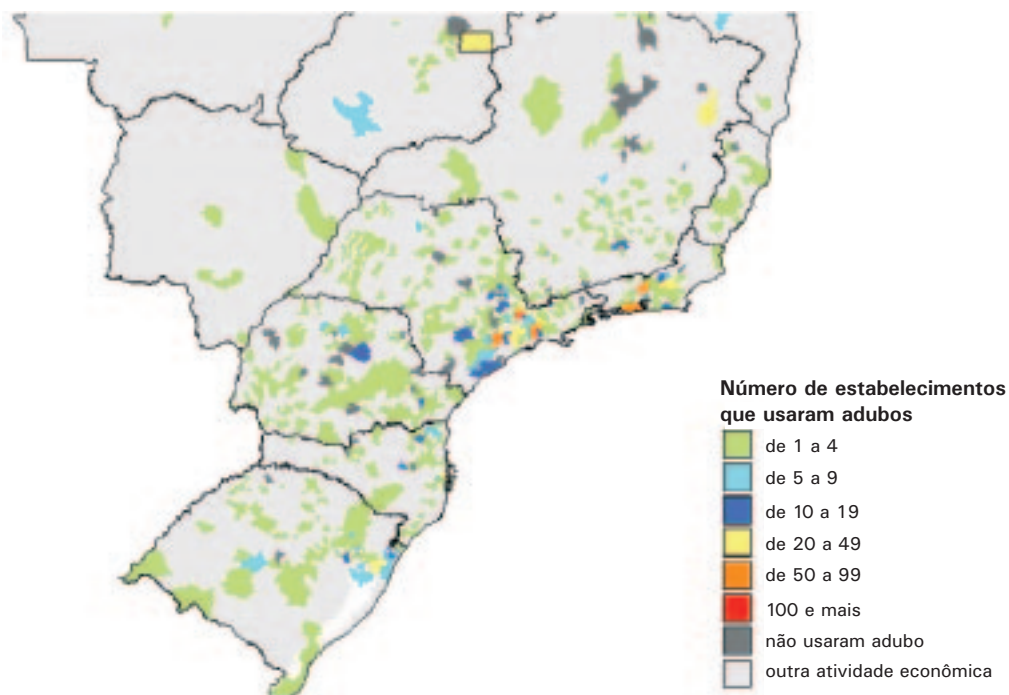 Número de estabelecimentos
que usaram adubos
de 1 a 4
de 5 a 9
de 10 a 19
de 20 a 49
de 50 a 99
100 e mais
não usaram adubo
outra atividade econômica